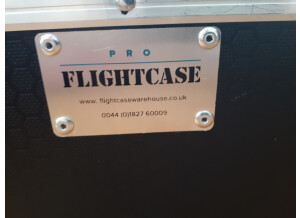 PRO
FLIGHTCASE
www.flightcasewarehouse.co.uk
0044 (0)1827 60009